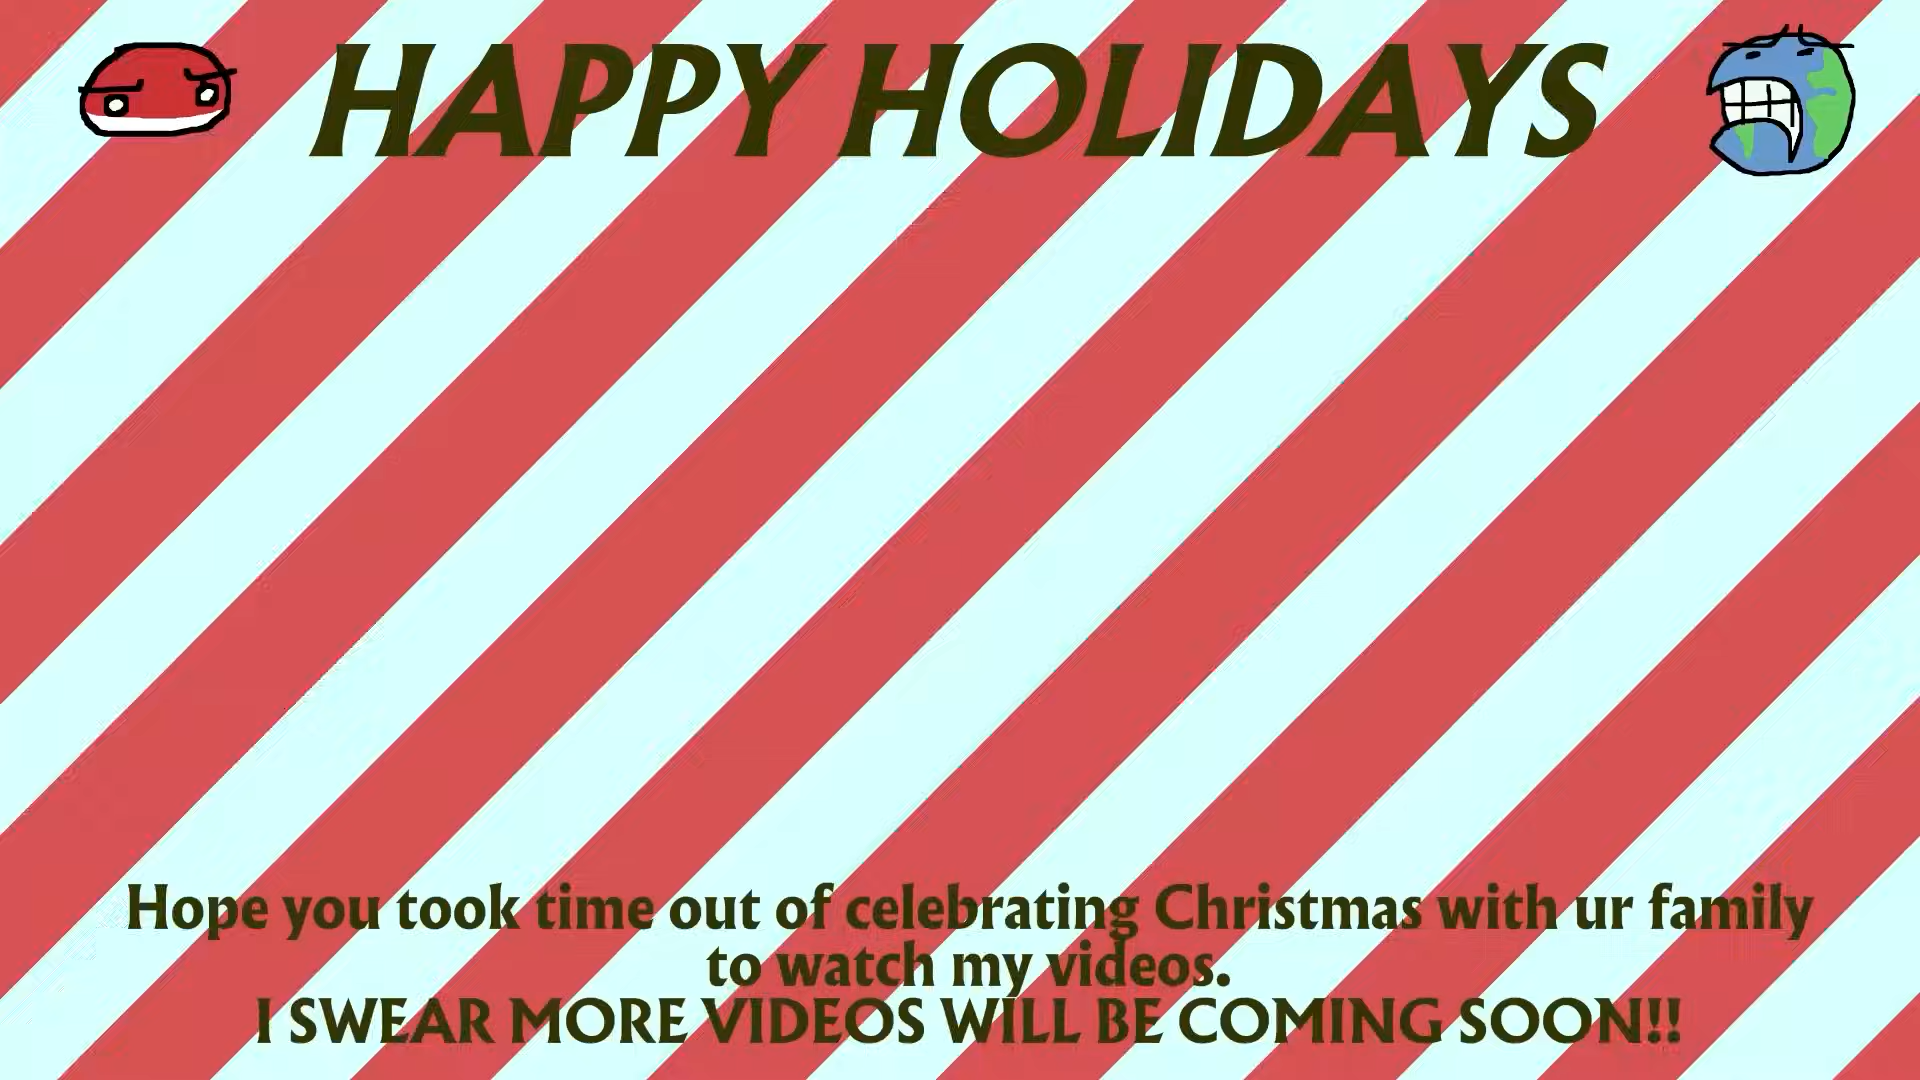 HAPPY HOLIDAYS
Hope you took time out of celebrating Christmas with ur family
to watch my videos.
I SWEAR MORE VIDEOS WILL BE COMING SOON!!